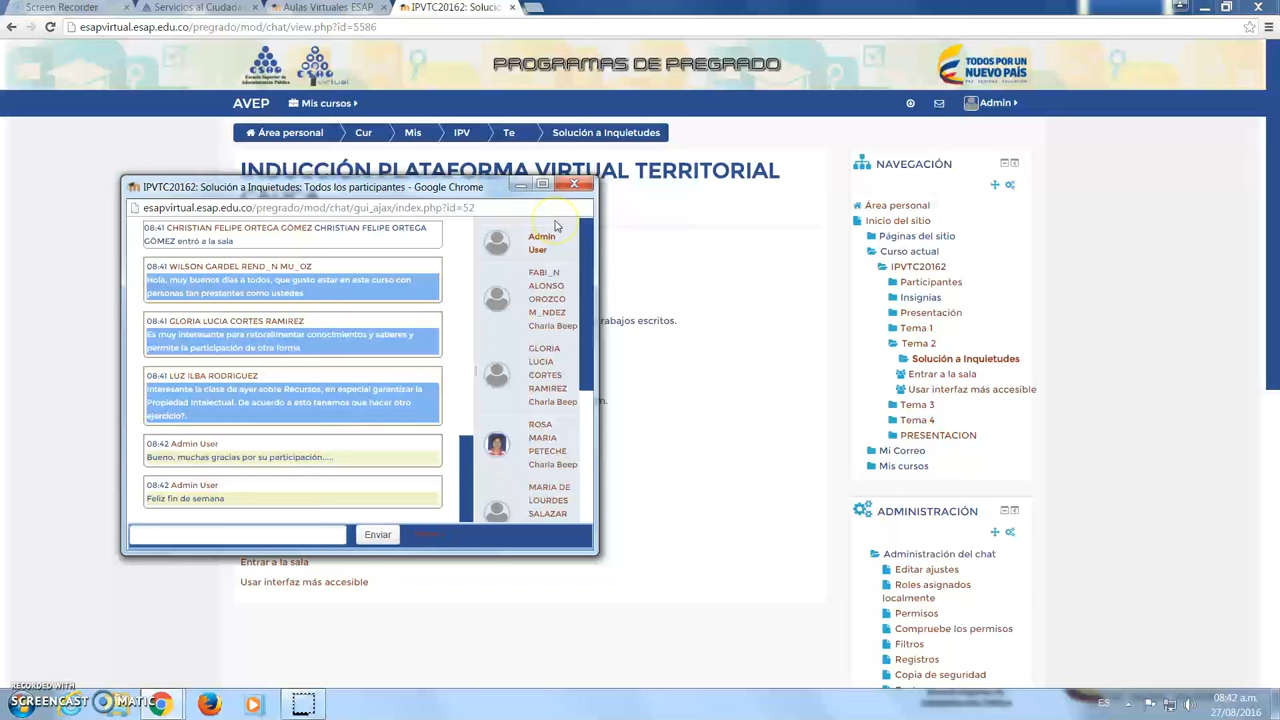 Screen Recorder
Servicios al Ciudadan
Aulas Virtuales ESAP
IPVTC20162: Solucio
esapvirtual.esap.edu.co/pregrado/mod/chat/view.php?id=5586
PROGRAMAS DE PREGRADO
TODOS POR UN
NUEVO PAÍS
AVEP
Mis cursos
Admin
Área personal
Cur
Mis
IPV
Te
Solución a Inquietudes
INDUCCIÓN PLATAFORMA VIRTUAL TERRITORIAL
IPVTC20162: Solución a Inquietudes: Todos los participantes - Google Chrome
esapvirtual.esap.edu.co/pregrado/mod/chat/gui_ajax/index.php?id=52
08:41 CHRISTIAN FELIPE ORTEGA GÓMEZ CHRISTIAN FELIPE ORTEGA
GÓMEZ entró a la sala
08:41 WILSON GARDEL REND_N MU_OZ
Hola, muy buenos dias a todos, que gusto estar en este curso con
personas tan prestantes como ustedes
08:41 GLORIA LUCIA CORTES RAMIREZ
Es muy interesante para retoralimentar conocimientos y saberes y
permite la participación de otra forma
08:41 LUZ ILBA RODRIGUEZ
Interesante la clase de ayer sobre Recursos, en especial garantizar la
Propiedad Intelectual. De acuerdo a esto tenemos que hacer otro
ejercicio?.
08:42 Admin User
Bueno, muchas gracias por su participación.....
08:42 Admin User
Feliz fin de semana
Admin
User
FABI_N
ALONSO
OROZCO
M_NDEZ
Charla Beep
GLORIA
LUCIA
CORTES
RAMIREZ
Charla Beep
ROSA
MARIA
PETECHE
Charla Beep
MARIA DE
LOURDES
SALAZAR
Enviar
rabajos escritos.
m.
Entrar a la sala
Usar interfaz más accesible
NAVEGACIÓN
Área personal
Inicio del sitio
Páginas del sitio
Curso actual
IPVTC20162
Participantes
Insignias
Presentación
Tema 1
Tema 2
Solución a Inquietudes
Entrar a la sala
Usar interfaz más accesible
Tema 3
Tema 4
PRESENTACION
Mi Correo
Mis cursos
ADMINISTRACIÓN
Administración del chat
Editar ajustes
Roles asignados
localmente
Permisos
Compruebe los permisos
Filtros
Registros
Copia de seguridad
RECORDED WITH
SCREENCAST MATIC
ES
08:42 a.m.
27/08/2016